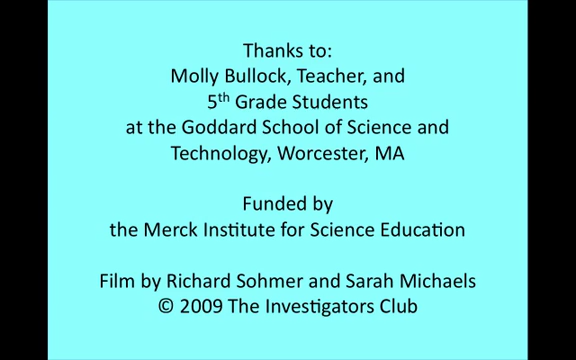 Thanks to:
Molly Bullock, Teacher, and
5th Grade Students
at the Goddard School of Science and
Technology, Worcester, MA
Funded by
the Merck Institute for Science Education
Film by Richard Sohmer and Sarah Michaels
© 2009 The Investigators Club